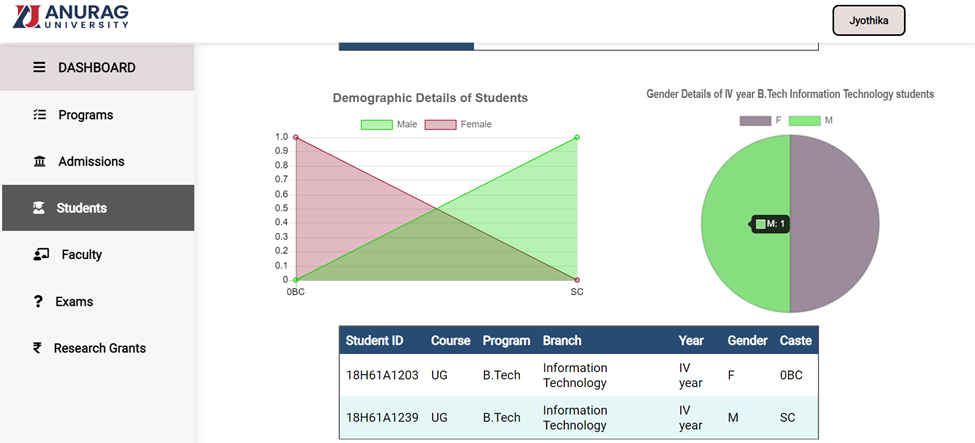 ANURAG
UNIVERSITY
Jyothika
DASHBOARD
Programs
Admissions
Students
Faculty
Exams
Research Grants
Demographic Details of Students
Male Female
1.0
0.9
0.8
0.7
0.6
0.5
0.4
0.3
0.2
0.1
0
0BC SC
Gender Details of IV year B.Tech Information Technology students
F M
M: 1
Student ID Course Program Branch Year Gender Caste
18H61A1203 UG B.Tech Information Technology IV year F 0BC
18H61A1239 UG B.Tech Information Technology IV year M SC